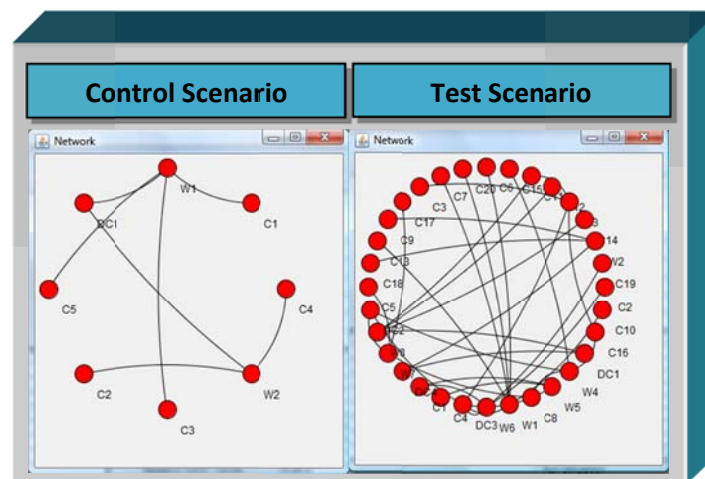 Control Scenario
Test Scenario
Network
Network
W1
DC1
C1
C5
C4
C2
W2
C3
C20
C6
C15
C7
C3
C17
C9
C13
C18
C5
DC2
W2
C19
C2
C10
C16
DC1
W4
W5
C8
W1
W6
DC3
C4
C1